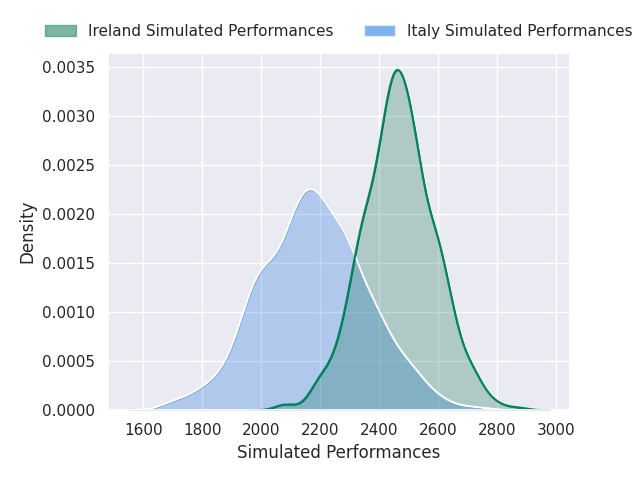 Ireland Simulated Performances Italy Simulated Performances
0.0035
0.0030
0.0025
0.0020
0.0015
0.0010
0.0005
0.0000
Density
1600 1800 2000 2200 2400 2600 2800 3000
Simulated Performances